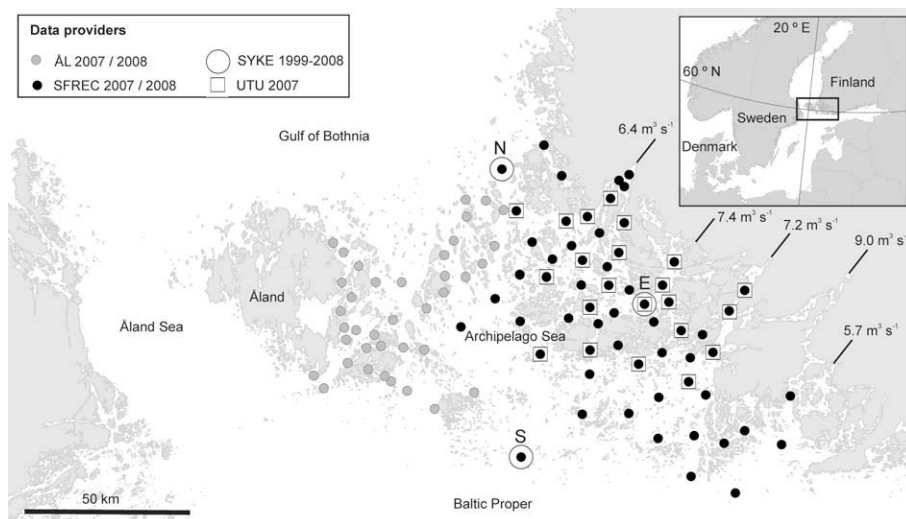 Data providers
ÅL 2007 / 2008
SYKE 1999-2008
SFREC 2007 / 2008
UTU 2007
20 º E
60 º N
Finland
Sweden
Denmark
Gulf of Bothnia
6.4 m³ s⁻¹
N
7.4 m³ s⁻¹
7.2 m³ s⁻¹
9.0 m³ s⁻¹
E
Åland
Åland Sea
Archipelago Sea
5.7 m³ s⁻¹
S
50 km
Baltic Proper